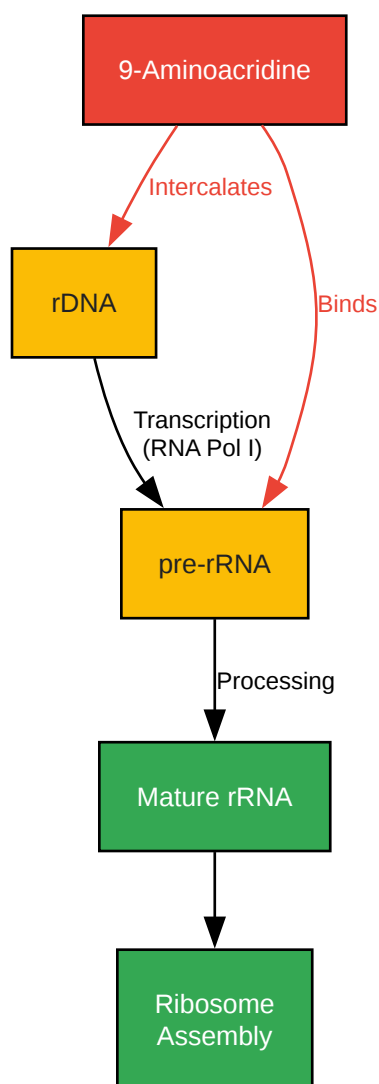 9-Aminoacridine
Intercalates
rDNA
Binds
Transcription
(RNA Pol I)
pre-rRNA
Processing
Mature rRNA
Ribosome
Assembly